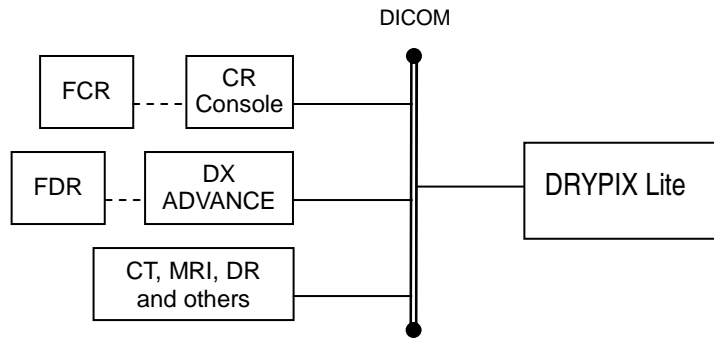 DICOM
FCR
CR
Console
FDR
DX
ADVANCE
DRYPIX Lite
CT, MRI, DR
and others